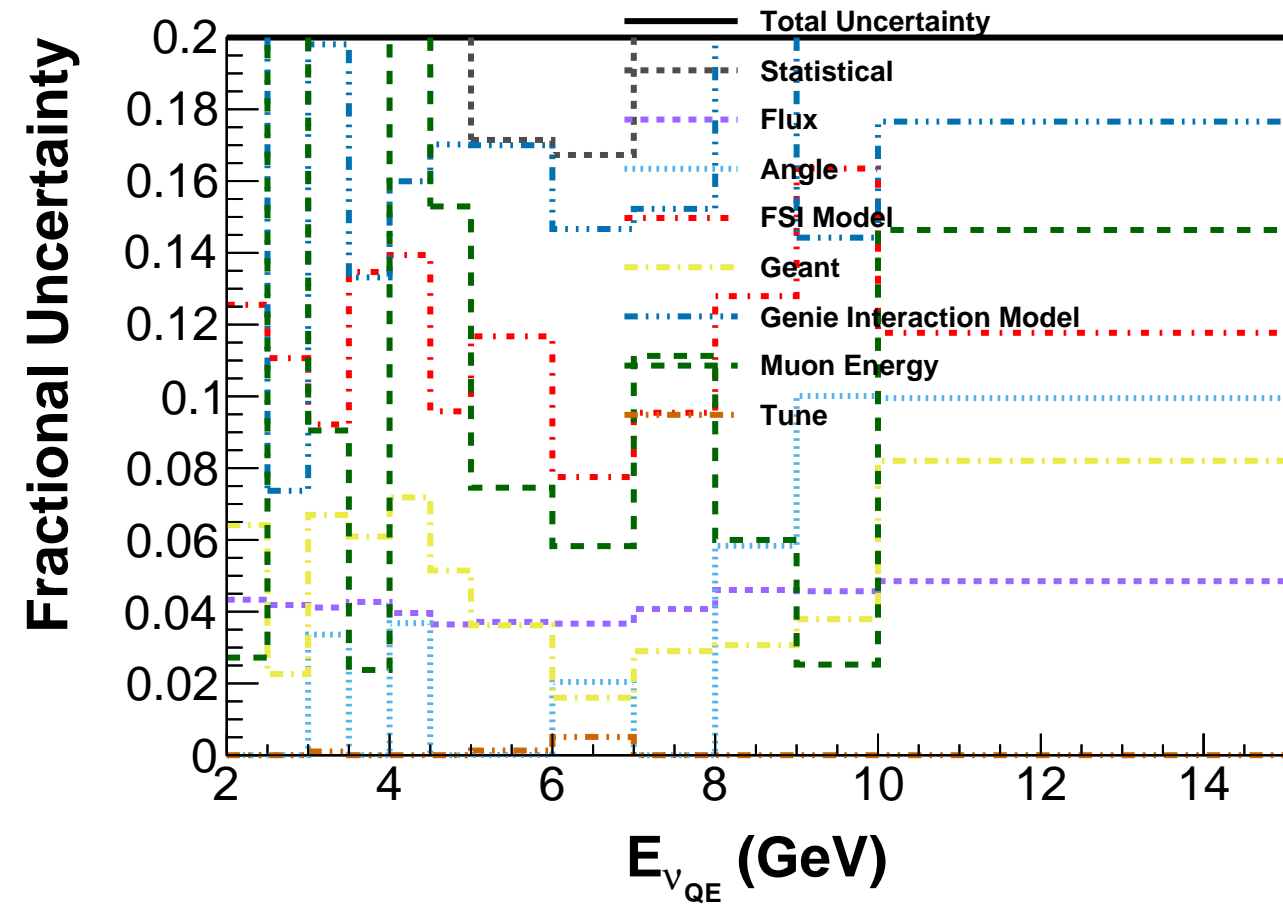 Total Uncertainty
Statistical
Flux
Angle
FSI Model
Geant
Genie Interaction Model
Muon Energy
Tune
Fractional Uncertainty
0.2
0.18
0.16
0.14
0.12
0.1
0.08
0.06
0.04
0.02
0
2 4 6 8 10 12 14
E_ν_QE (GeV)